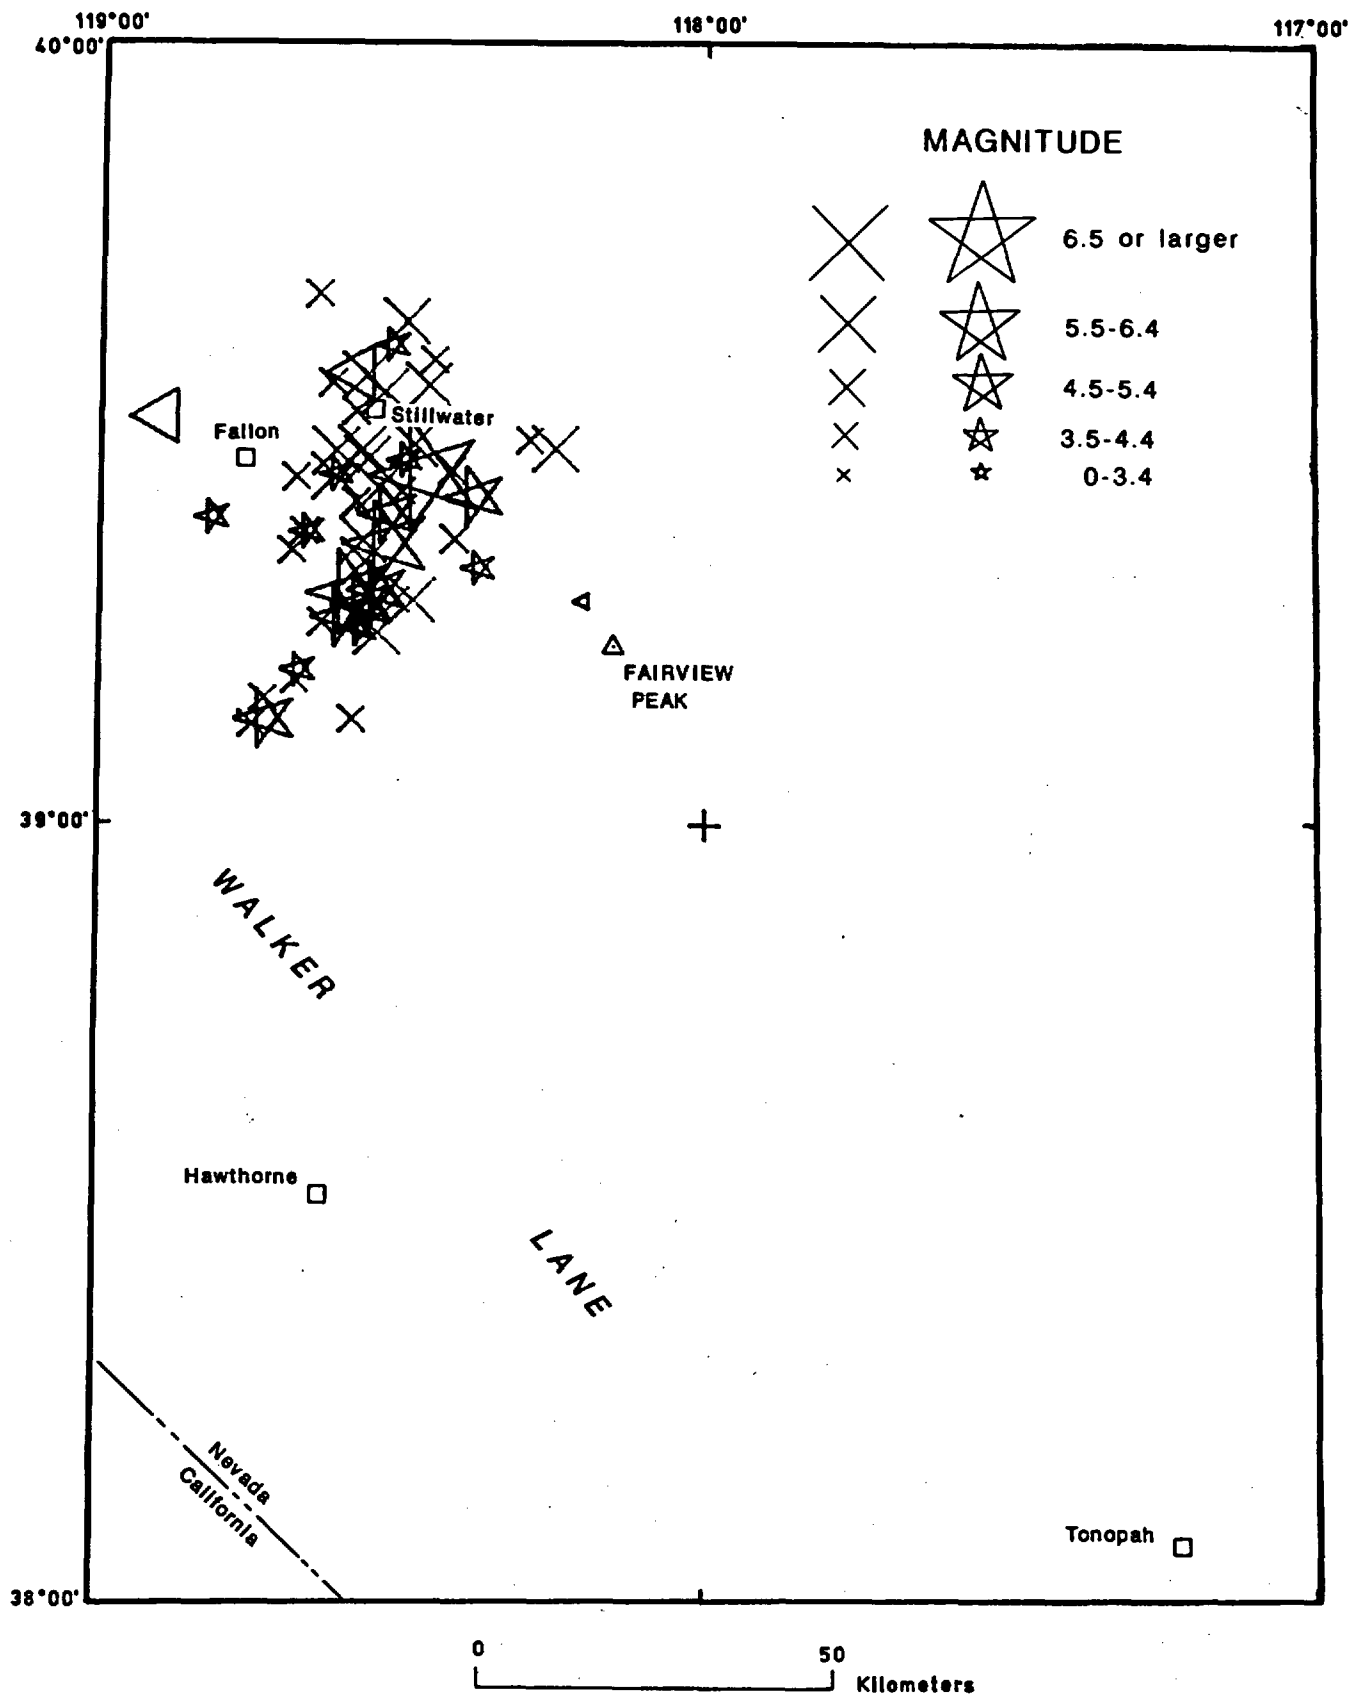 119°00'
118°00'
117°00'
40°00'
MAGNITUDE
6.5 or larger
5.5-6.4
4.5-5.4
3.5-4.4
0-3.4
Stillwater
Fallon
FAIRVIEW
PEAK
39°00'
WALKER
Hawthorne
LANE
Nevada
California
Tonopah
38°00'
0
50
Kilometers